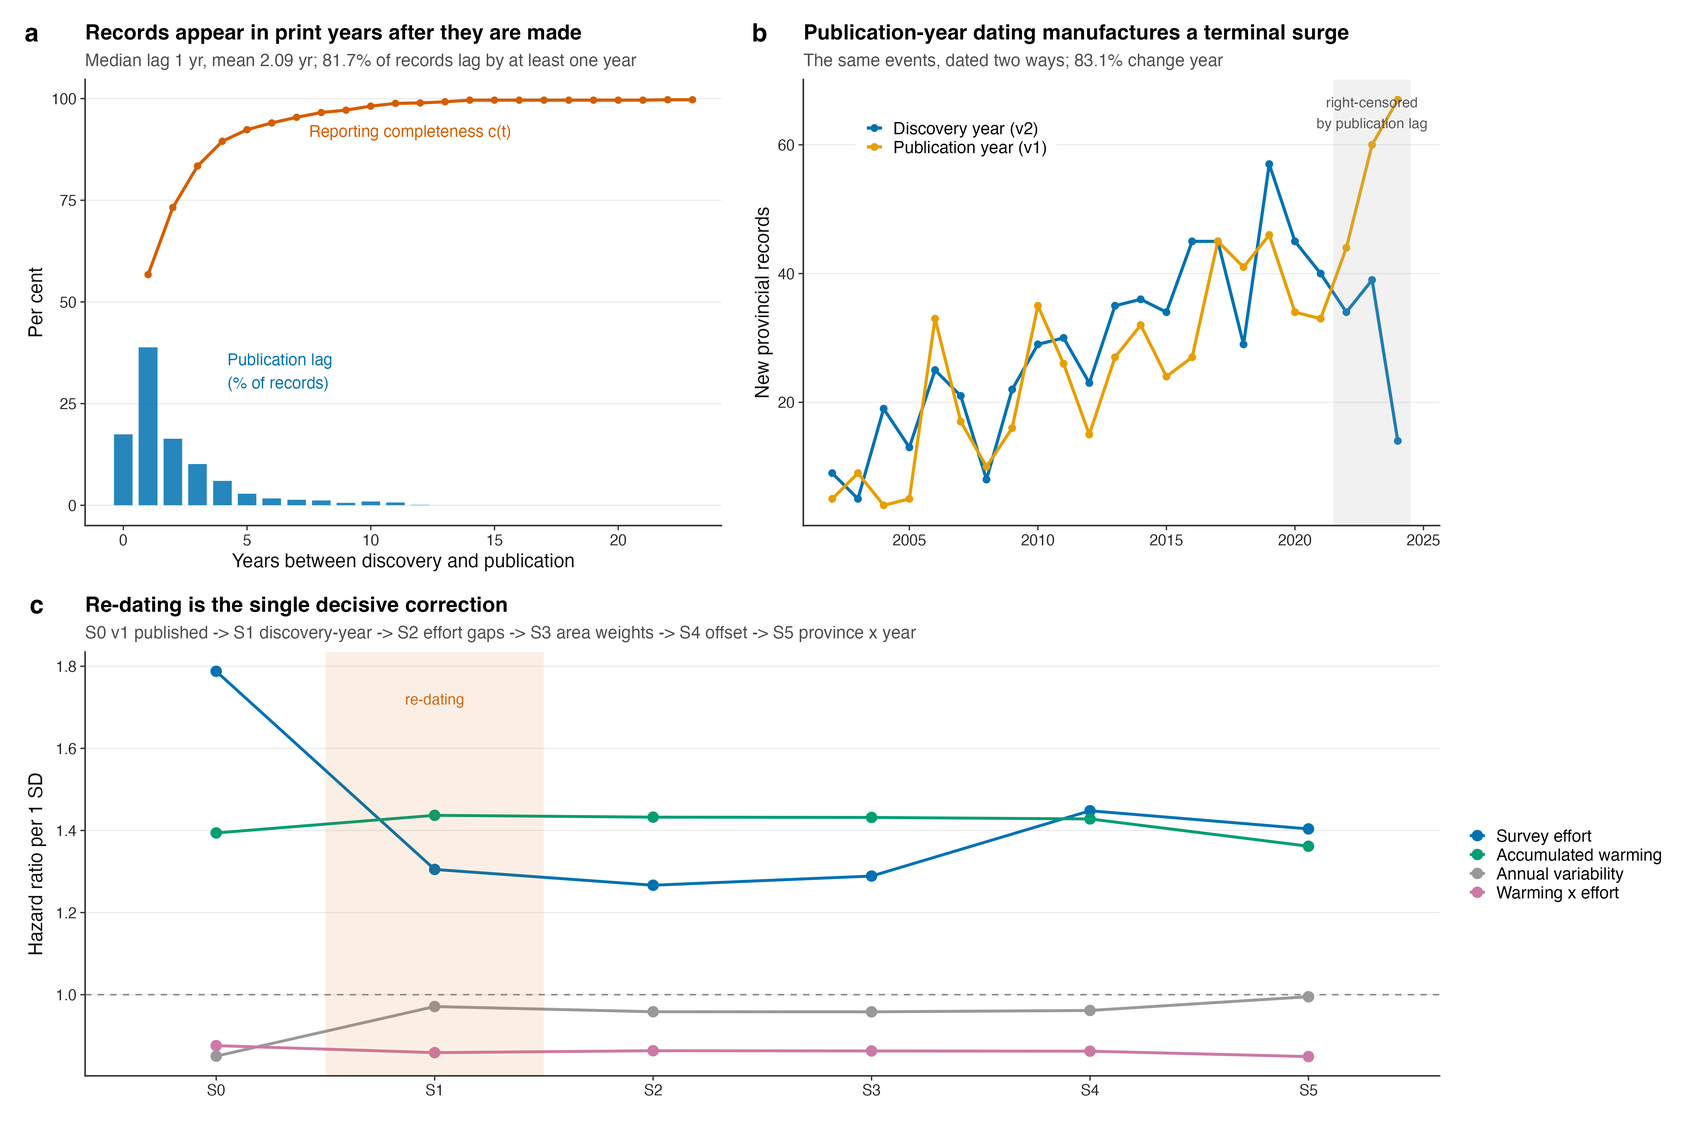 a
Records appear in print years after they are made
Median lag 1 yr, mean 2.09 yr; 81.7% of records lag by at least one year
Per cent
100
75
50
25
0
Reporting completeness c(t)
Publication lag
(% of records)
0
5
10
15
20
Years between discovery and publication
b
Publication-year dating manufactures a terminal surge
The same events, dated two ways; 83.1% change year
New provincial records
60
40
20
Discovery year (v2)
Publication year (v1)
right-censored
by publication lag
2005
2010
2015
2020
2025
c
Re-dating is the single decisive correction
S0 v1 published -> S1 discovery-year -> S2 effort gaps -> S3 area weights -> S4 offset -> S5 province x year
Hazard ratio per 1 SD
1.8
1.6
1.4
1.2
1.0
re-dating
S0
S1
S2
S3
S4
S5
Survey effort
Accumulated warming
Annual variability
Warming x effort